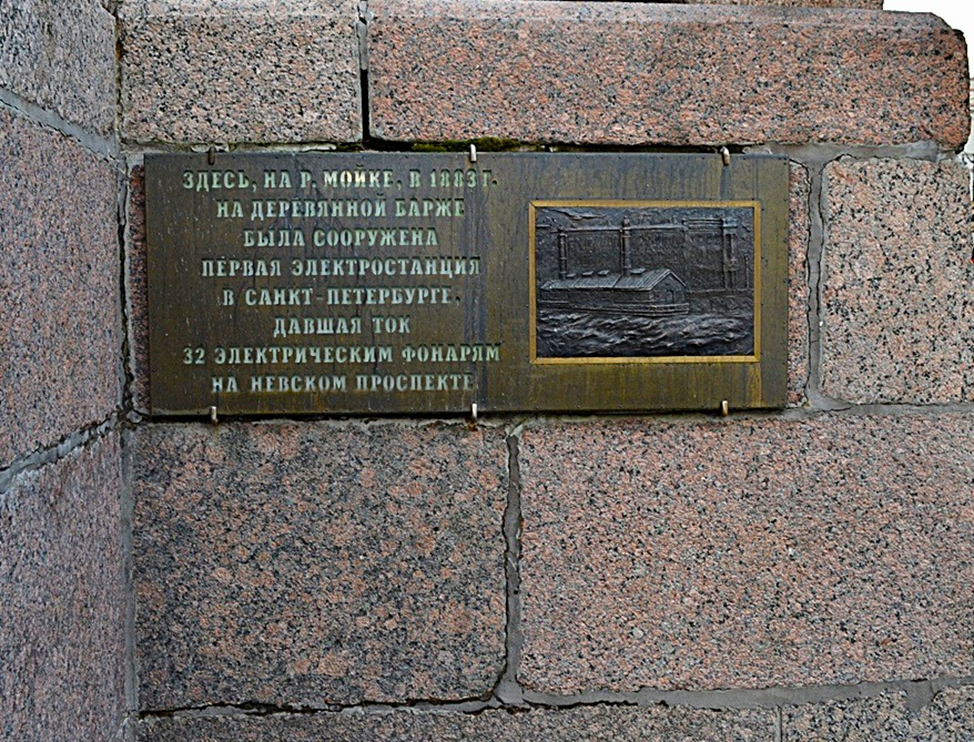 ЗДЕСЬ, НА Р. МОЙКЕ, В 1883 Г.
НА ДЕРЕВЯННОЙ БАРЖЕ
БЫЛА СООРУЖЕНА
ПЕРВАЯ ЭЛЕКТРОСТАНЦИЯ
В САНКТ-ПЕТЕРБУРГЕ,
ДАВШАЯ ТОК
32 ЭЛЕКТРИЧЕСКИМ ФОНАРЯМ
НА НЕВСКОМ ПРОСПЕКТЕ.